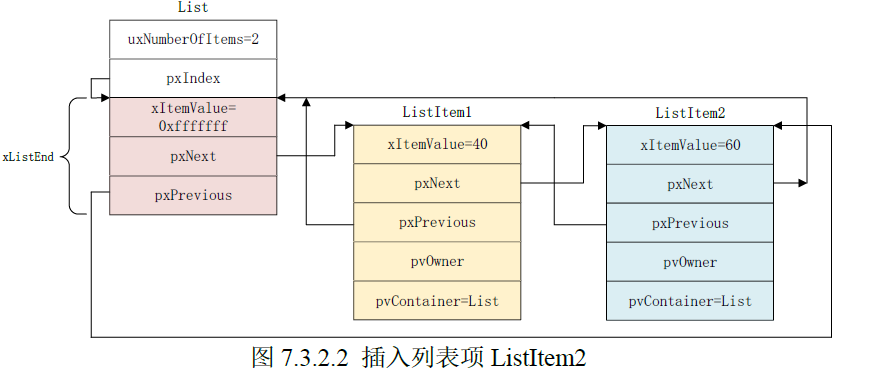 List
uxNumberOfItems=2
pxIndex
xItemValue=
0xfffffff
pxNext
pxPrevious
xListEnd
ListItem1
xItemValue=40
pxNext
pxPrevious
pvOwner
pvContainer=List
ListItem2
xItemValue=60
pxNext
pxPrevious
pvOwner
pvContainer=List
图 7.3.2.2 插入列表项 ListItem2